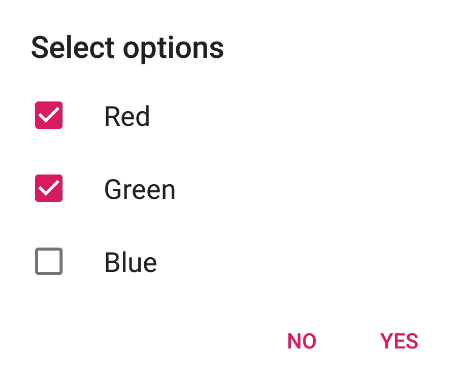 Select options
Red
Green
Blue
NO YES